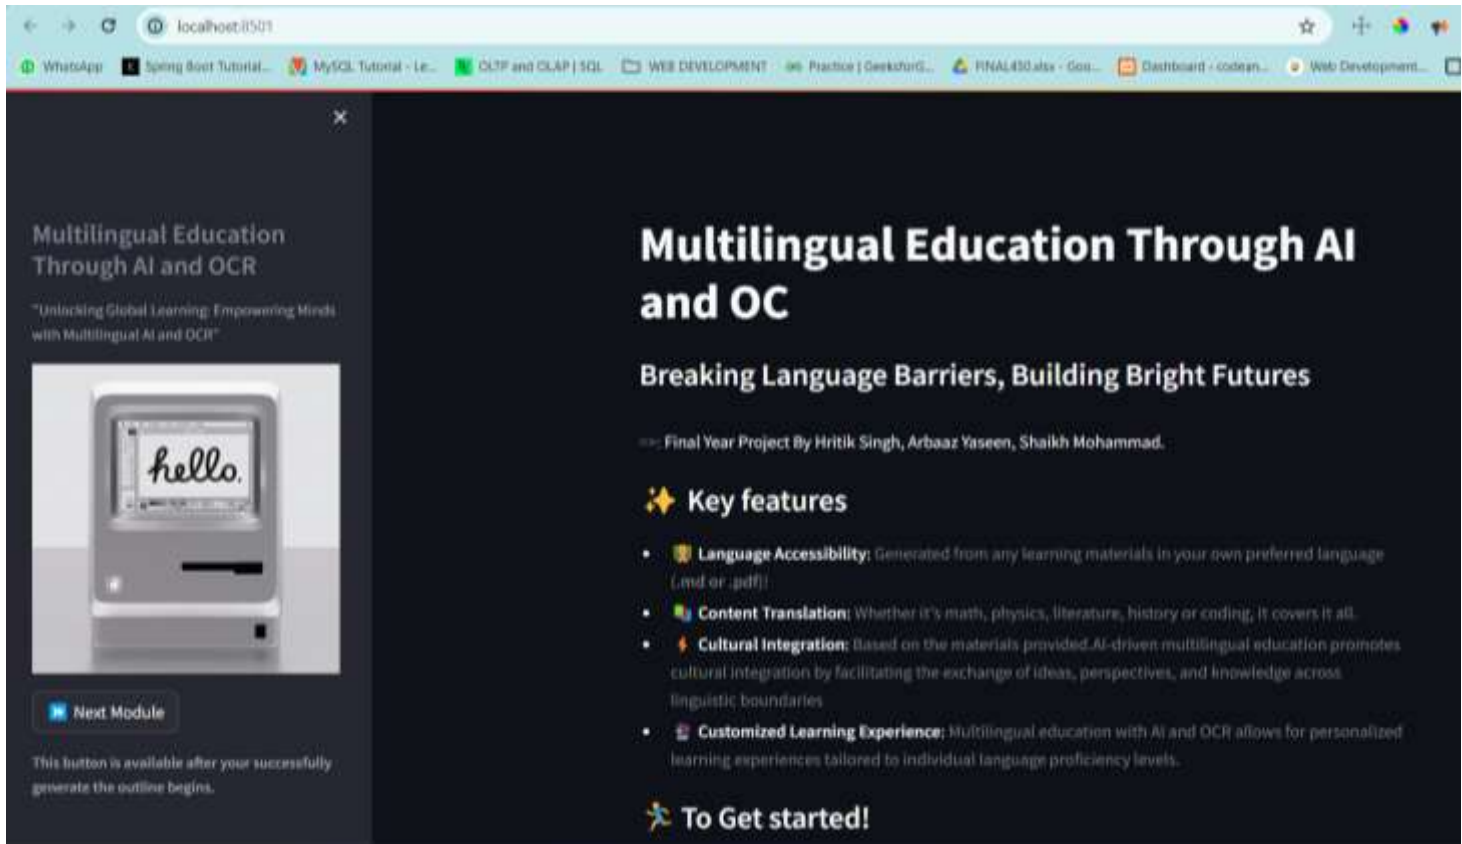 localhost:8501
WhatsApp
Spring Boot Tutorial...
MySQL Tutorial - Le...
OLTP and OLAP | SQL
WEB DEVELOPMENT
Practice | GeeksforG...
FINAL450.xlsx - Goo...
Dashboard - codean...
Web Development...
Multilingual Education
Through AI and OCR
"Unlocking Global Learning: Empowering Minds
with Multilingual AI and OCR"
hello.
Next Module
This button is available after your successfully
generate the outline begins.
Multilingual Education Through AI
and OC
Breaking Language Barriers, Building Bright Futures
Final Year Project By Hritik Singh, Arbaaz Yaseen, Shaikh Mohammad.
Key features
Language Accessibility: Generated from any learning materials in your own preferred language
(.md or .pdf)!
Content Translation: Whether it's math, physics, literature, history or coding, it covers it all.
Cultural Integration: Based on the materials provided.AI-driven multilingual education promotes
cultural integration by facilitating the exchange of ideas, perspectives, and knowledge across
linguistic boundaries
Customized Learning Experience: Multilingual education with AI and OCR allows for personalized
learning experiences tailored to individual language proficiency levels.
To Get started!